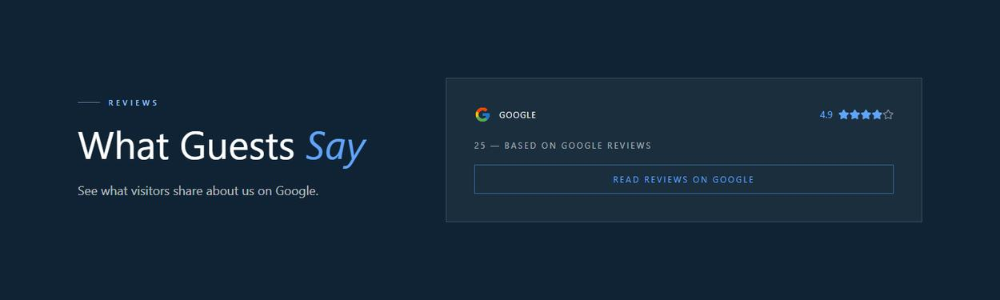 REVIEWS
What Guests Say
See what visitors share about us on Google.
GOOGLE
4.9
25 — BASED ON GOOGLE REVIEWS
READ REVIEWS ON GOOGLE